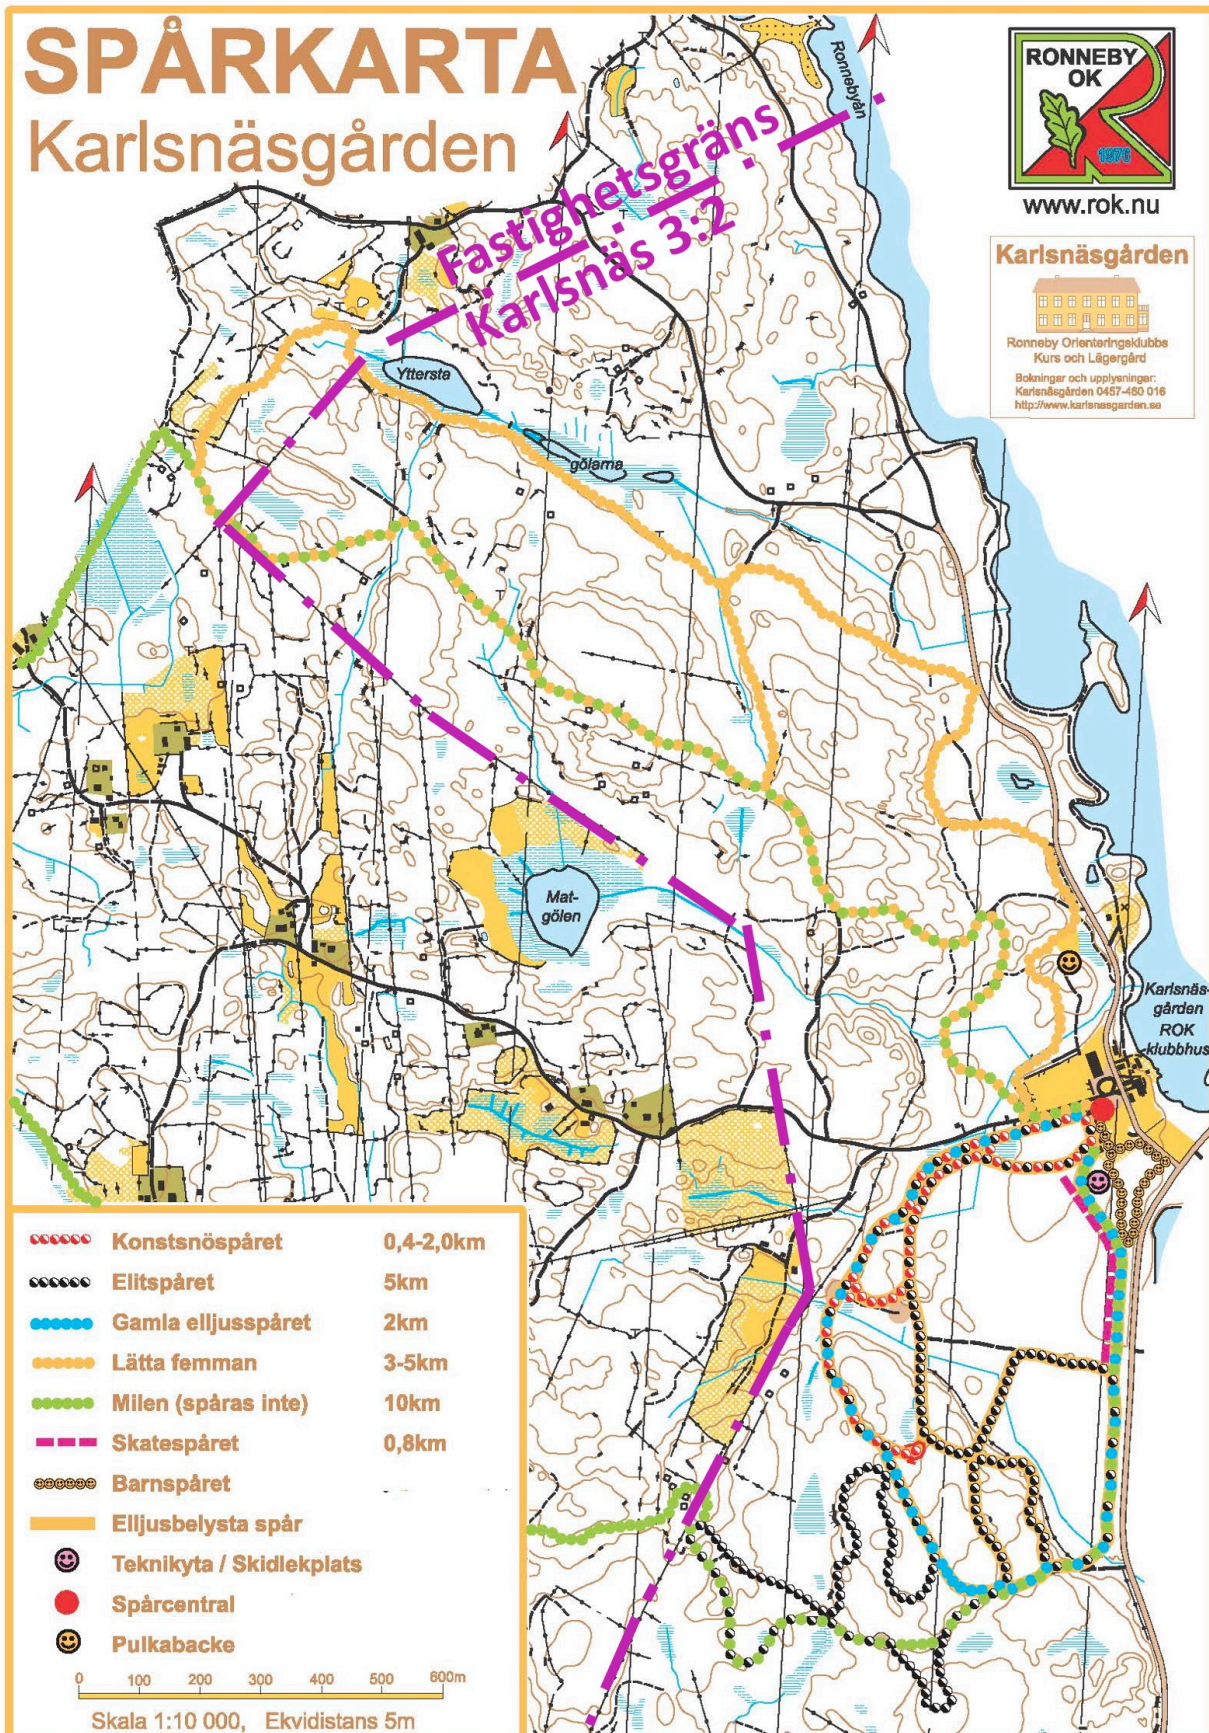 SPÅRKARTA
Karlsnäsgården
Ronnebyån
RONNEBY
OK
1976
www.rok.nu
Karlsnäsgården
Ronneby Orienteringsklubbs
Kurs och Lägergård
Bokningar och upplysningar:
Karlsnäsgården 0457-460 016
http://www.karlsnasgarden.se
Fastighetsgräns
Karlsnäs 3:2
Yttersta
gölarna
Mat-
gölen
Karlsnäs-
gården
ROK
klubbhus
Konstsnöspåret 0,4-2,0km
Elitspåret 5km
Gamla elljusspåret 2km
Lätta femman 3-5km
Milen (spåras inte) 10km
Skatespåret 0,8km
Barnspåret
Elljusbelysta spår
Teknikyta / Skidlekplats
Spårcentral
Pulkabacke
0 100 200 300 400 500 600m
Skala 1:10 000, Ekvidistans 5m